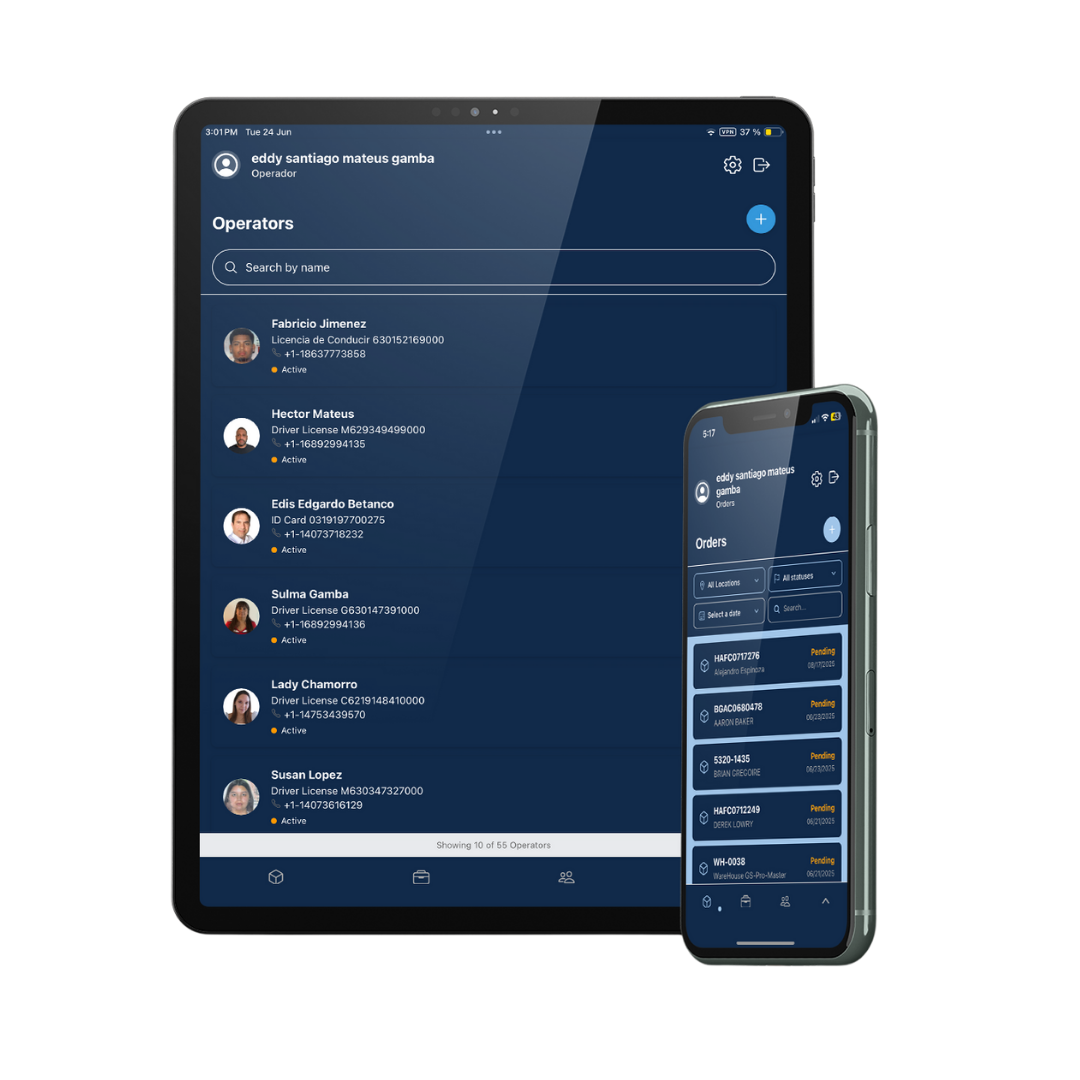 3:01PM Tue 24 Jun
VPN 37 %
eddy santiago mateus gamba
Operador
Operators
Search by name
Fabricio Jimenez
Licencia de Conducir 630152169000
+1-18637773858
Active
Hector Mateus
Driver License M629349499000
+1-16892994135
Active
Edis Edgardo Betanco
ID Card 0319197700275
+1-14073718232
Active
Sulma Gamba
Driver License G630147391000
+1-16892994136
Active
Lady Chamorro
Driver License C6219148410000
+1-14753439570
Active
Susan Lopez
Driver License M630347327000
+1-14073616129
Active
Showing 10 of 55 Operators
5:17
43
eddy santiago mateus
gamba
Orders
Orders
All Locations
All statuses
Select a date
Search...
HAFC0717276 Pending
Alejandro Espinoza 08/17/2025
BGAC0680478 Pending
AARON BAKER 06/23/2025
5320-1435 Pending
BRIAN GREGOIRE 06/23/2025
HAFC0712249 Pending
DEREK LOWRY 06/21/2025
WH-0038 Pending
WareHouse GS-Pro-Master 06/21/2025